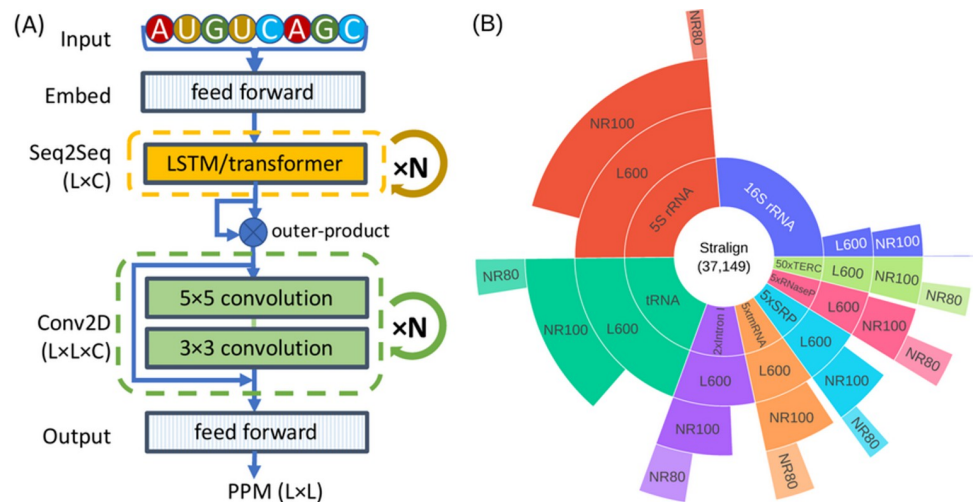 (A)
Input
A U G U C A G C
Embed
feed forward
Seq2Seq
(L×C)
LSTM/transformer
×N
outer-product
Conv2D
(L×L×C)
5×5 convolution
3×3 convolution
×N
Output
feed forward
PPM (L×L)
(B)
Stralign
(37,149)
16S rRNA
L600
NR100
50xTERC
L600
NR100
NR80
5xRNaseP
L600
NR100
NR80
5xSRP
L600
NR100
NR80
5xtmRNA
L600
NR100
NR80
2xIntron
L600
NR100
NR80
tRNA
L600
NR100
NR80
5S rRNA
L600
NR100
NR80